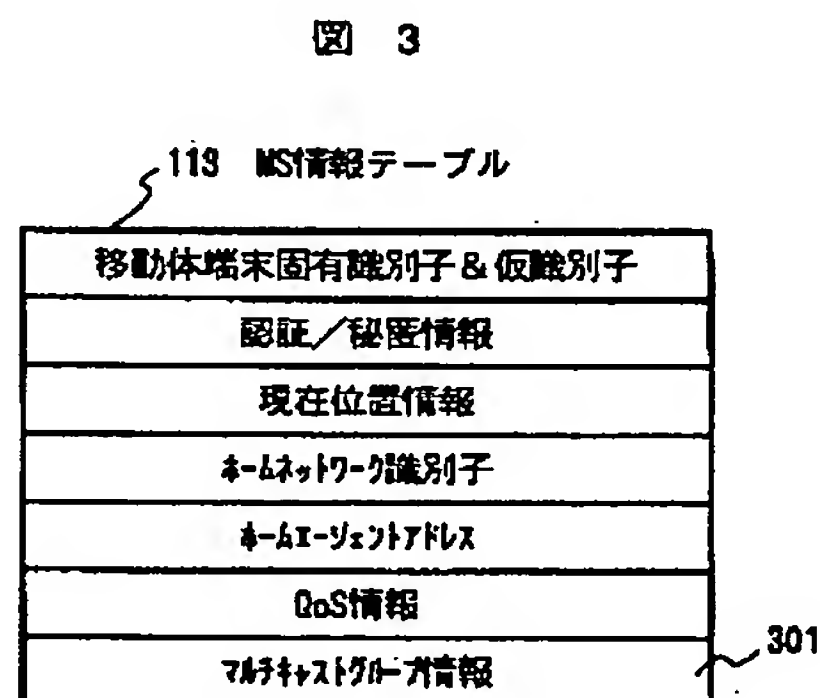 図 3
113 MS情報テーブル
移動体端末固有識別子&仮識別子
認証/秘匿情報
現在位置情報
ホームネットワーク識別子
ホームエージェントアドレス
QoS情報
マルチキャストグループ情報
301